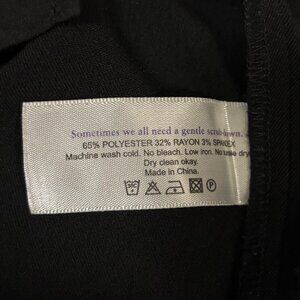 Sometimes we all need a gentle scrub-down.
65% POLYESTER 32% RAYON 3% SPANDEX
Machine wash cold. No bleach. Low iron. No tumble dry
Dry clean okay.
Made in China.
30C P